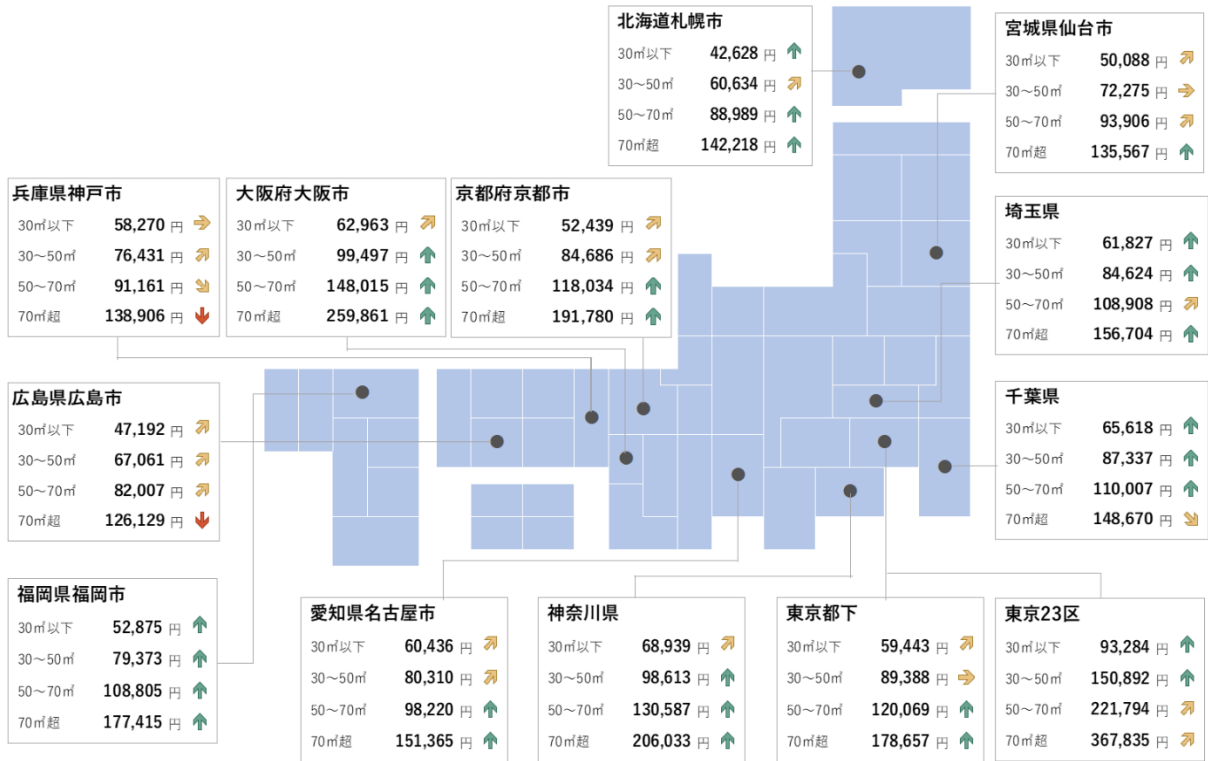 北海道札幌市
30㎡以下 42,628 円
30～50㎡ 60,634 円
50～70㎡ 88,989 円
70㎡超 142,218 円
宮城県仙台市
30㎡以下 50,088 円
30～50㎡ 72,275 円
50～70㎡ 93,906 円
70㎡超 135,567 円
兵庫県神戸市
30㎡以下 58,270 円
30～50㎡ 76,431 円
50～70㎡ 91,161 円
70㎡超 138,906 円
大阪府大阪市
30㎡以下 62,963 円
30～50㎡ 99,497 円
50～70㎡ 148,015 円
70㎡超 259,861 円
京都府京都市
30㎡以下 52,439 円
30～50㎡ 84,686 円
50～70㎡ 118,034 円
70㎡超 191,780 円
埼玉県
30㎡以下 61,827 円
30～50㎡ 84,624 円
50～70㎡ 108,908 円
70㎡超 156,704 円
広島県広島市
30㎡以下 47,192 円
30～50㎡ 67,061 円
50～70㎡ 82,007 円
70㎡超 126,129 円
千葉県
30㎡以下 65,618 円
30～50㎡ 87,337 円
50～70㎡ 110,007 円
70㎡超 148,670 円
福岡県福岡市
30㎡以下 52,875 円
30～50㎡ 79,373 円
50～70㎡ 108,805 円
70㎡超 177,415 円
愛知県名古屋市
30㎡以下 60,436 円
30～50㎡ 80,310 円
50～70㎡ 98,220 円
70㎡超 151,365 円
神奈川県
30㎡以下 68,939 円
30～50㎡ 98,613 円
50～70㎡ 130,587 円
70㎡超 206,033 円
東京都下
30㎡以下 59,443 円
30～50㎡ 89,388 円
50～70㎡ 120,069 円
70㎡超 178,657 円
東京23区
30㎡以下 93,284 円
30～50㎡ 150,892 円
50～70㎡ 221,794 円
70㎡超 367,835 円